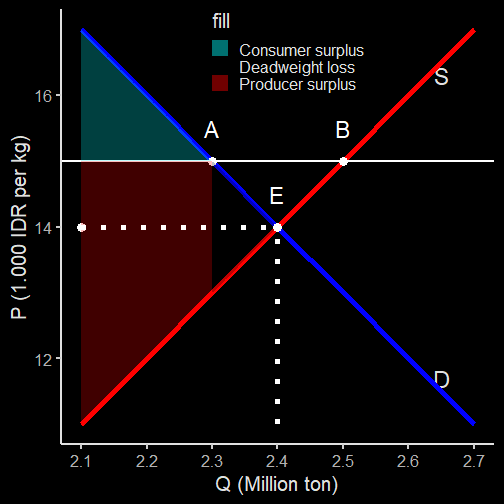 fill
Consumer surplus
Deadweight loss
Producer surplus
S
A
B
E
D
16
14
12
P (1.000 IDR per kg)
2.1 2.2 2.3 2.4 2.5 2.6 2.7
Q (Million ton)